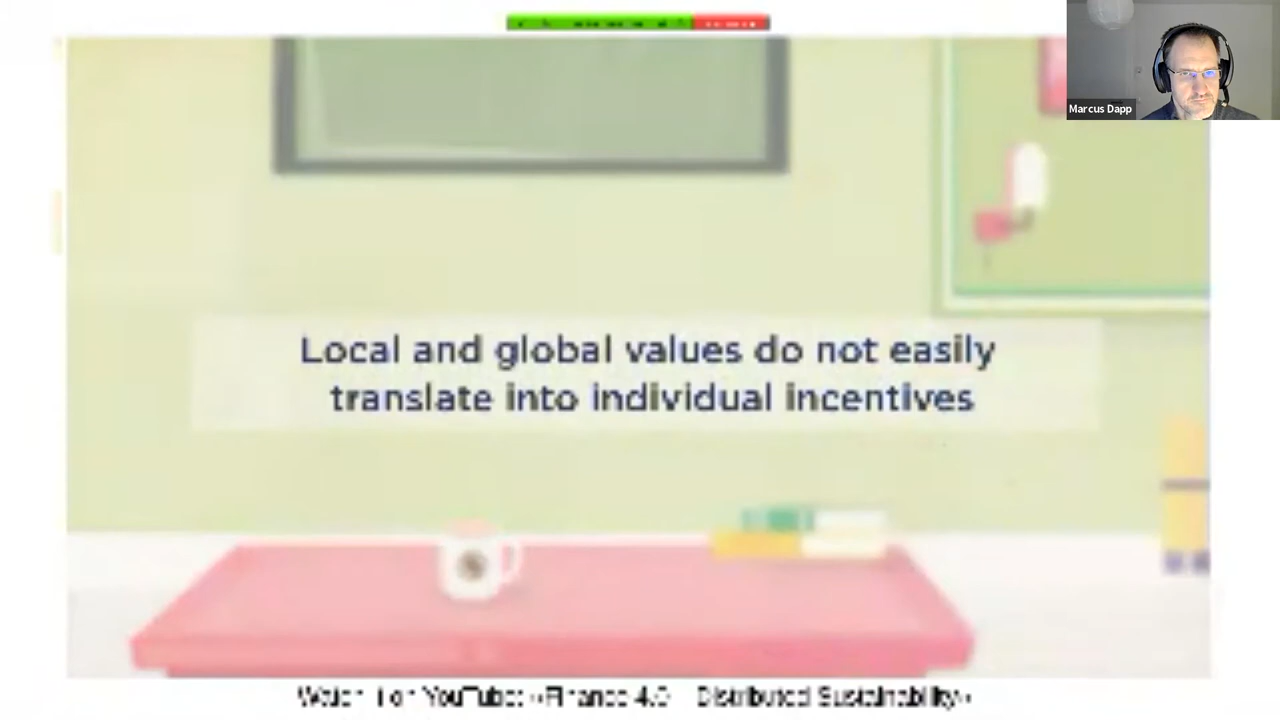 Marcus Dapp
Local and global values do not easily
translate into individual incentives
Watch it on YouTube: «Finance 4.0 – Distributed Sustainability»